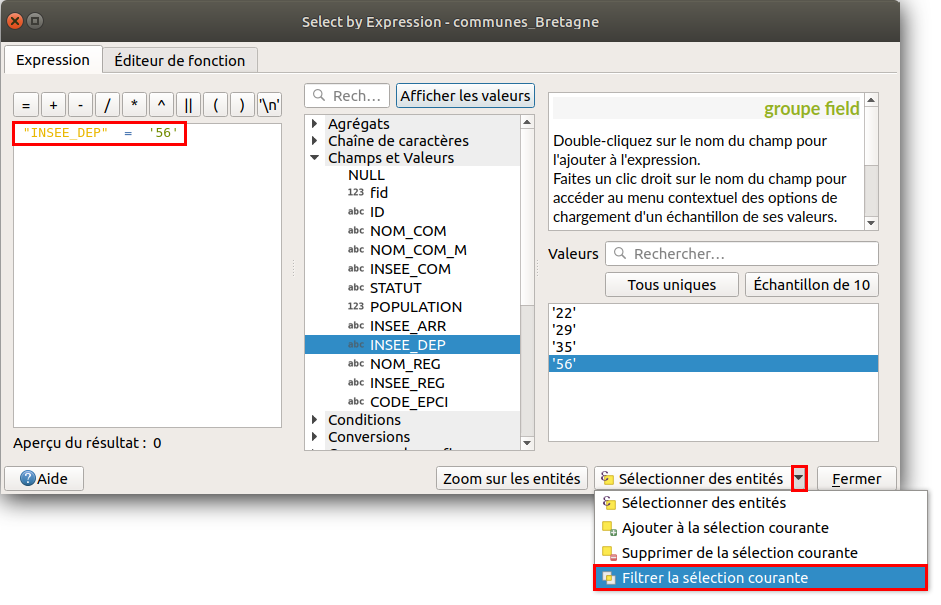 Select by Expression - communes_Bretagne
Expression
Éditeur de fonction
= + - / * ^ || ( ) '\n'
"INSEE_DEP" = '56'
Aperçu du résultat : 0
Rech…
Afficher les valeurs
Agrégats
Chaîne de caractères
Champs et Valeurs
NULL
123 fid
abc ID
abc NOM_COM
abc NOM_COM_M
abc INSEE_COM
abc STATUT
123 POPULATION
abc INSEE_ARR
abc INSEE_DEP
abc NOM_REG
abc INSEE_REG
abc CODE_EPCI
Conditions
Conversions
groupe field
Double-cliquez sur le nom du champ pour
l'ajouter à l'expression.
Faites un clic droit sur le nom du champ pour
accéder au menu contextuel des options de
chargement d'un échantillon de ses valeurs.
Valeurs
Rechercher…
Tous uniques
Échantillon de 10
'22'
'29'
'35'
'56'
Aide
Zoom sur les entités
Sélectionner des entités
Fermer
Sélectionner des entités
Ajouter à la sélection courante
Supprimer de la sélection courante
Filtrer la sélection courante